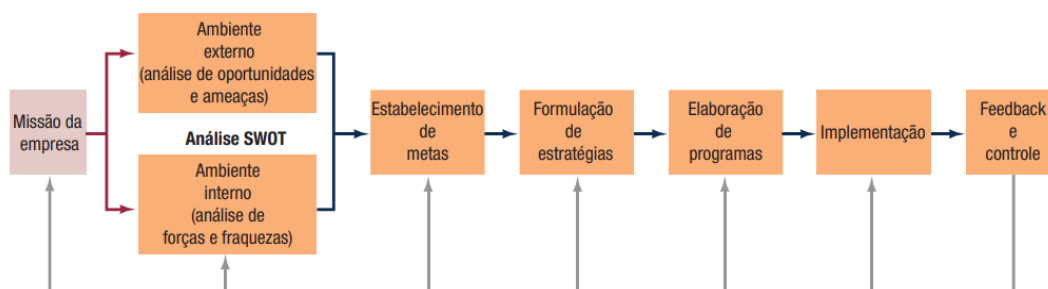 Missão da
empresa
Ambiente
externo
(análise de oportunidades
e ameaças)
Análise SWOT
Ambiente
interno
(análise de
forças e fraquezas)
Estabelecimento
de
metas
Formulação
de
estratégias
Elaboração
de
programas
Implementação
Feedback
e
controle